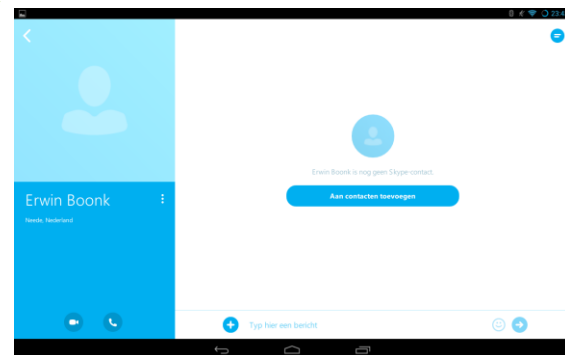 Erwin Boonk
Neede, Nederland
Erwin Boonk is nog geen Skype-contact.
Aan contacten toevoegen
Typ hier een bericht